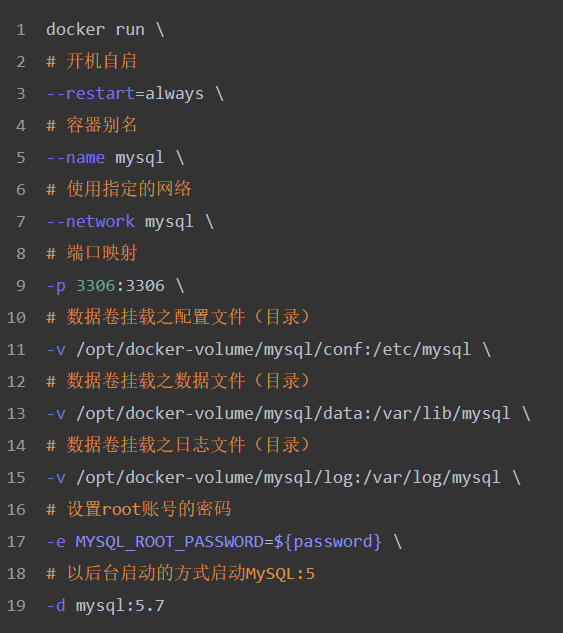 1 docker run \
2 # 开机自启
3 --restart=always \
4 # 容器别名
5 --name mysql \
6 # 使用指定的网络
7 --network mysql \
8 # 端口映射
9 -p 3306:3306 \
10 # 数据卷挂载之配置文件（目录）
11 -v /opt/docker-volume/mysql/conf:/etc/mysql \
12 # 数据卷挂载之数据文件（目录）
13 -v /opt/docker-volume/mysql/data:/var/lib/mysql \
14 # 数据卷挂载之日志文件（目录）
15 -v /opt/docker-volume/mysql/log:/var/log/mysql \
16 # 设置root账号的密码
17 -e MYSQL_ROOT_PASSWORD=${password} \
18 # 以后台启动的方式启动MySQL:5
19 -d mysql:5.7